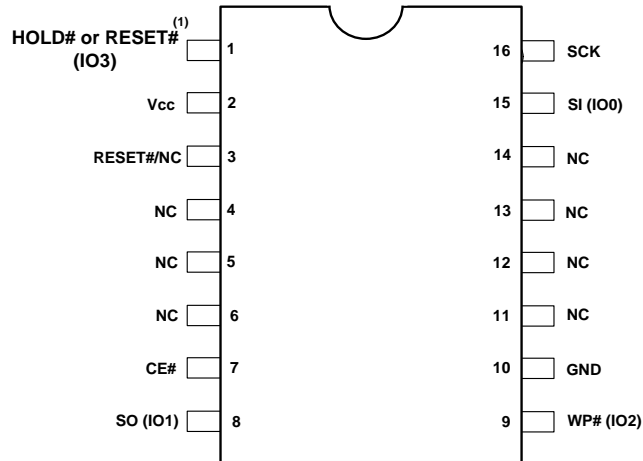 HOLD# or RESET#(1)
(IO3)
1
16
SCK
Vcc
2
15
SI (IO0)
RESET#/NC
3
14
NC
NC
4
13
NC
NC
5
12
NC
NC
6
11
NC
CE#
7
10
GND
SO (IO1)
8
9
WP# (IO2)